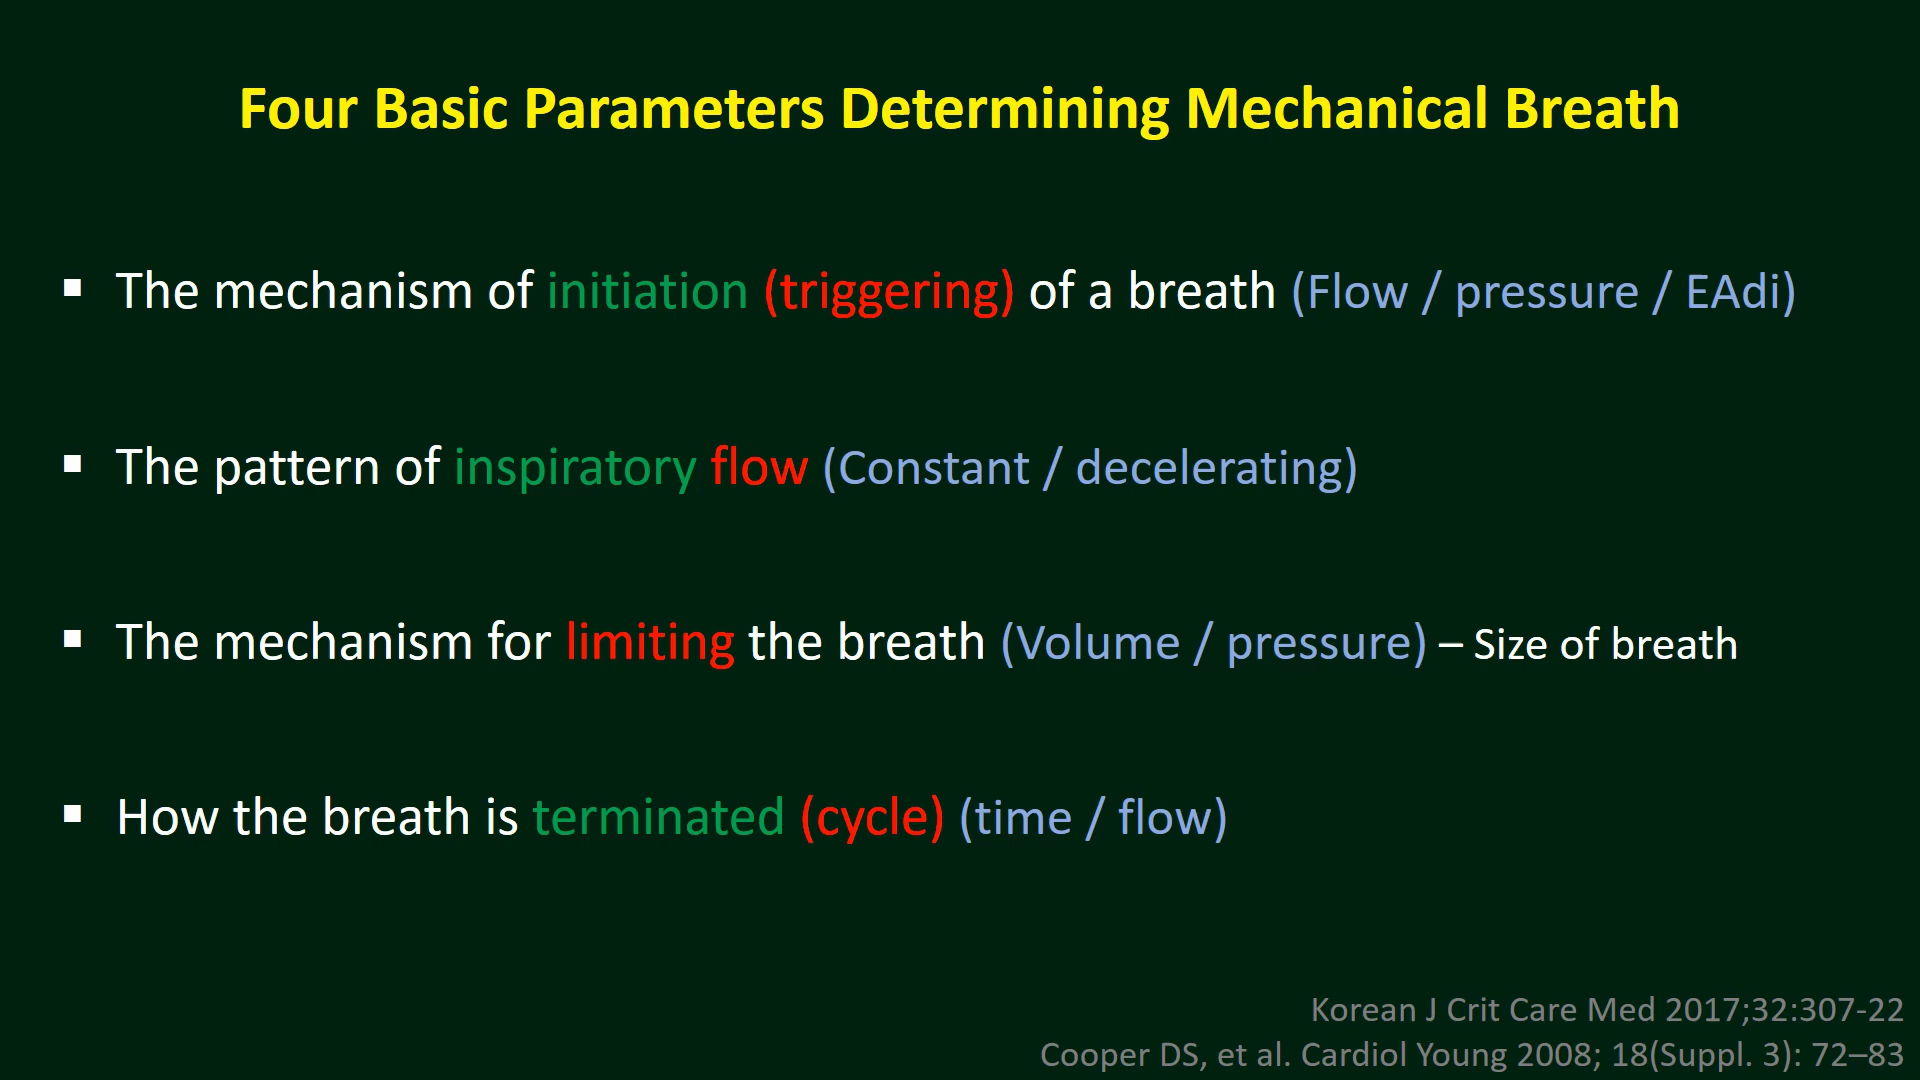 Four Basic Parameters Determining Mechanical Breath
▪ The mechanism of initiation (triggering) of a breath (Flow / pressure / EAdi)
▪ The pattern of inspiratory flow (Constant / decelerating)
▪ The mechanism for limiting the breath (Volume / pressure) – Size of breath
▪ How the breath is terminated (cycle) (time / flow)
Korean J Crit Care Med 2017;32:307-22
Cooper DS, et al. Cardiol Young 2008; 18(Suppl. 3): 72–83